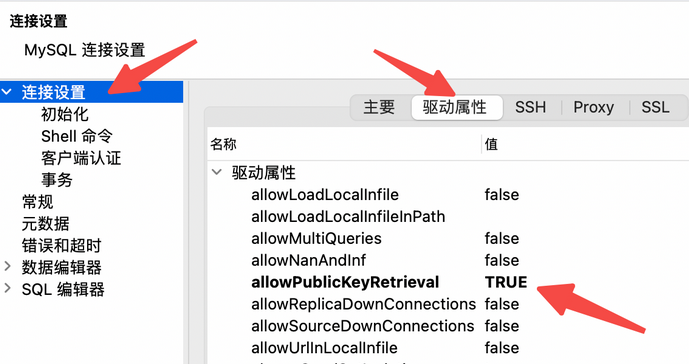 连接设置
MySQL 连接设置
连接设置
初始化
Shell 命令
客户端认证
事务
常规
元数据
错误和超时
数据编辑器
SQL 编辑器
主要 驱动属性 SSH Proxy SSL
名称 值
驱动属性
allowLoadLocalInfile false
allowLoadLocalInfileInPath
allowMultiQueries false
allowNanAndInf false
allowPublicKeyRetrieval TRUE
allowReplicaDownConnections false
allowSourceDownConnections false
allowUrlInLocalInfile false